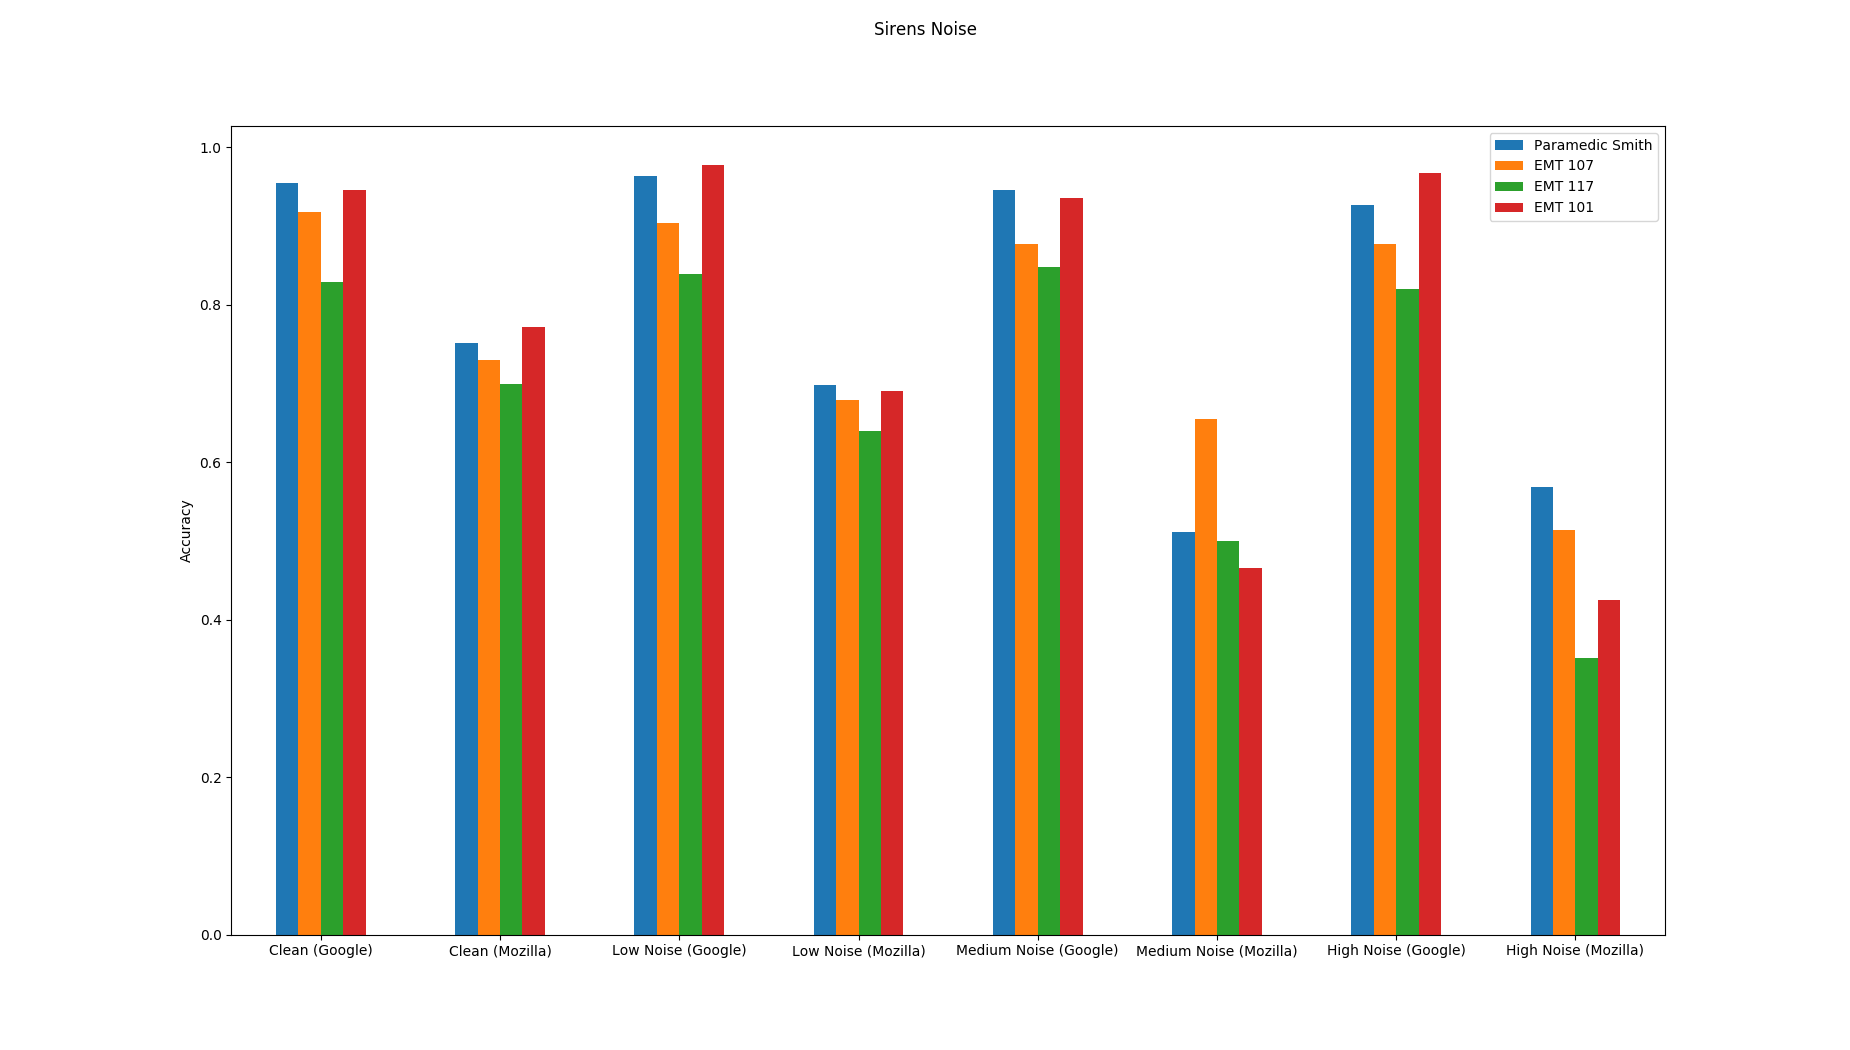 Sirens Noise
Paramedic Smith
EMT 107
EMT 117
EMT 101
Accuracy
1.0
0.8
0.6
0.4
0.2
0.0
Clean (Google)
Clean (Mozilla)
Low Noise (Google)
Low Noise (Mozilla)
Medium Noise (Google)
Medium Noise (Mozilla)
High Noise (Google)
High Noise (Mozilla)